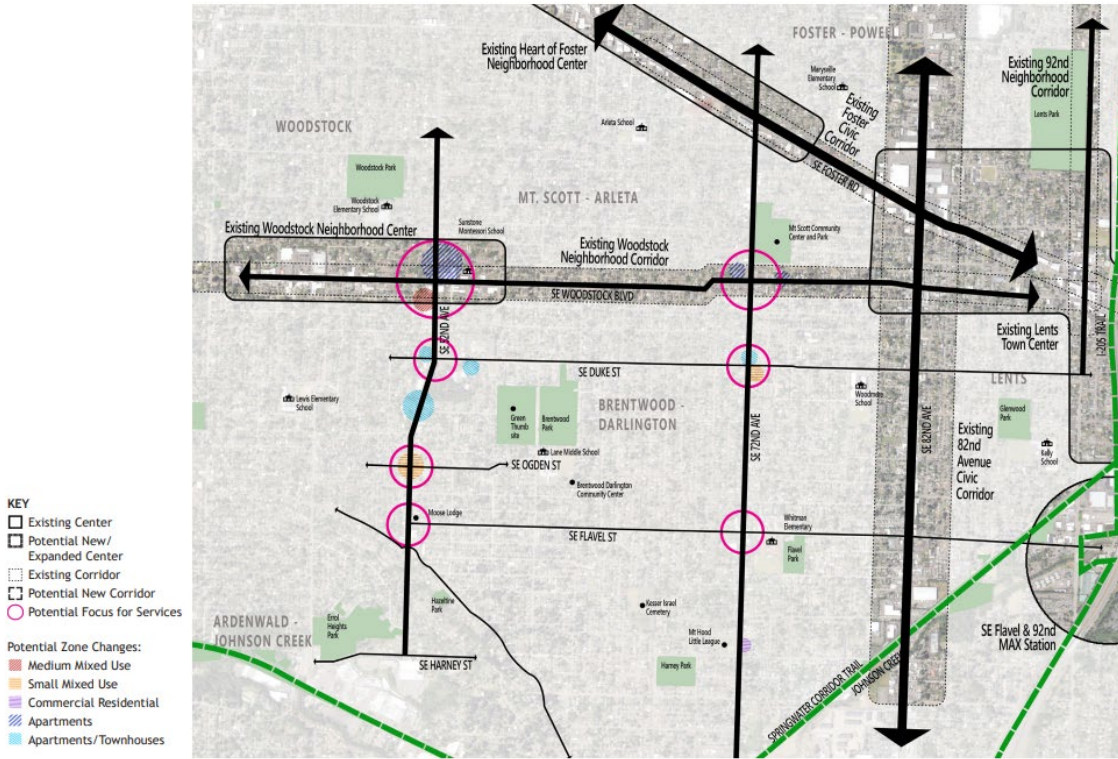 FOSTER - POWELL
Existing Heart of Foster
Neighborhood Center
Existing 92nd
Neighborhood
Corridor
Marysville
Elementary
School
Existing
Foster
Civic
Corridor
Lents Park
Arleta School
WOODSTOCK
SE FOSTER RD
Woodstock Park
Woodstock
Elementary School
MT. SCOTT - ARLETA
Sunstone
Montessori School
Existing Woodstock Neighborhood Center
Existing Woodstock
Neighborhood Corridor
Mt Scott Community
Center and Park
SE WOODSTOCK BLVD
SE 52ND AVE
Existing Lents
Town Center
I-205 TRAIL
SE DUKE ST
LENTS
Lewis Elementary
School
Woodmere
School
Green
Thumb
site
Brentwood
Park
BRENTWOOD -
DARLINGTON
SE 72ND AVE
SE 82ND AVE
Glenwood
Park
Existing
82nd
Avenue
Civic
Corridor
Kelly
School
Lane Middle School
SE OGDEN ST
Brentwood Darlington
Community Center
Moose Lodge
SE FLAVEL ST
Whitman
Elementary
Flavel
Park
KEY
Existing Center
Potential New/
Expanded Center
Existing Corridor
Potential New Corridor
Potential Focus for Services
Potential Zone Changes:
Medium Mixed Use
Small Mixed Use
Commercial Residential
Apartments
Apartments/Townhouses
ARDENWALD -
JOHNSON CREEK
Errol
Heights
Park
Hazeltine
Park
SE HARNEY ST
Kesser Israel
Cemetery
Mt Hood
Little League
Harney Park
SE Flavel & 92nd
MAX Station
SPRINGWATER CORRIDOR TRAIL
JOHNSON CREEK